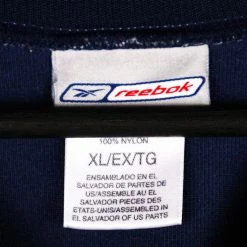 reebok
100% NYLON
XL/EX/TG
ENSAMBLADO EN EL
SALVADOR DE PARTES DE
US/ASSEMBLE AU EL
SALVADOR PIECES DES
ETATS-UNIS/ASSEMBLED IN
EL SALVADOR OF US PARTS